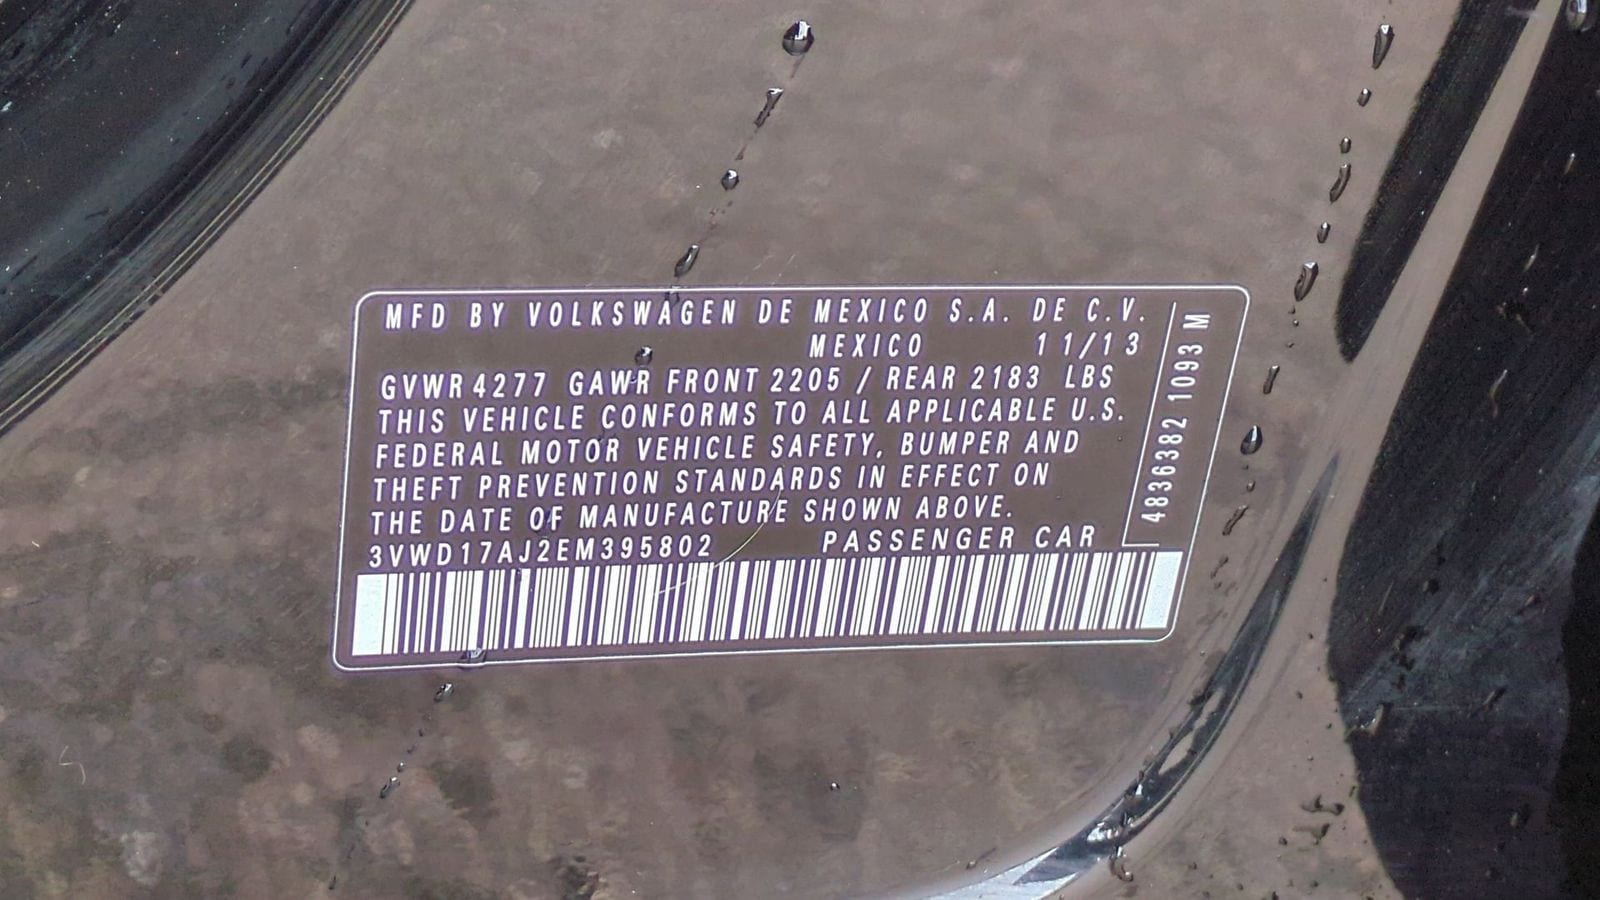 MFD BY VOLKSWAGEN DE MEXICO S.A. DE C.V.
MEXICO 11/13
GVWR 4277 GAWR FRONT 2205 / REAR 2183 LBS
THIS VEHICLE CONFORMS TO ALL APPLICABLE U.S.
FEDERAL MOTOR VEHICLE SAFETY, BUMPER AND
THEFT PREVENTION STANDARDS IN EFFECT ON
THE DATE OF MANUFACTURE SHOWN ABOVE.
3VWD17AJ2EM395802 PASSENGER CAR
4836382 1093 M